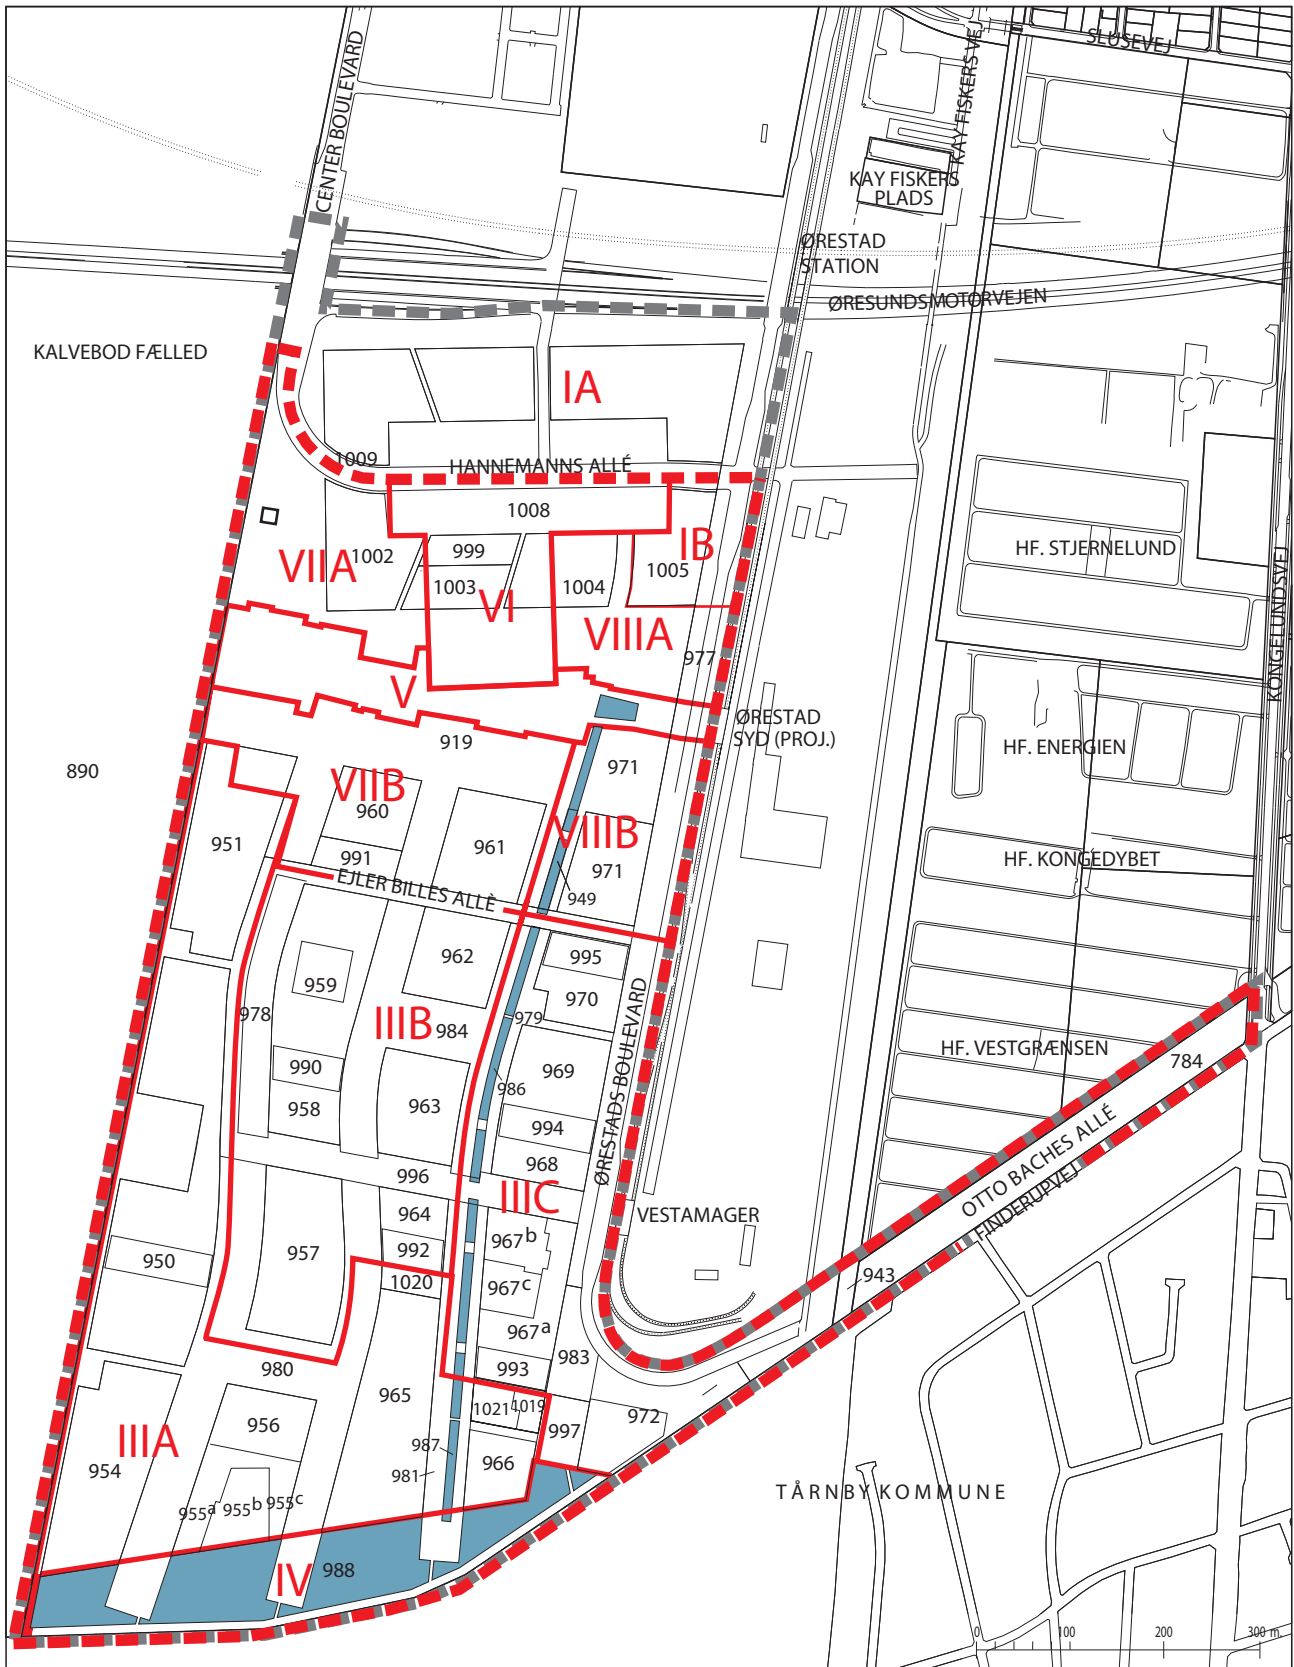 SLUSEVEJ
CENTER BOULEVARD
KAY FISKERS VEJ
KAY FISKERS
PLADS
ØRESTAD
STATION
ØRESUNDSMOTORVEJEN
KALVEBOD FÆLLED
IA
1009
HANNEMANNS ALLÉ
1008
IB
VIIA
1002
999
1003
VI
1004
1005
HF. STJERNELUND
KONGELUNDSVEJ
VIIIA
977
V
ØRESTAD
SYD (PROJ.)
919
HF. ENERGIEN
890
971
VIIB
960
VIIIB
951
991
961
971
HF. KONGEDYBET
EJLER BILLES ALLÈ
949
962
995
959
970
978
IIIB
984
979
ØRESTADS BOULEVARD
HF. VESTGRÆNSEN
784
990
969
986
958
963
994
OTTO BACHES ALLÉ
FINDERUPVEJ
968
996
IIIC
964
VESTAMAGER
967b
957
992
950
1020
967c
943
967a
983
980
993
965
1021
1019
956
972
997
IIIA
987
954
966
981
955a 955b 955c
TÅRNBY KOMMUNE
IV
988
0 100 200 300 m.